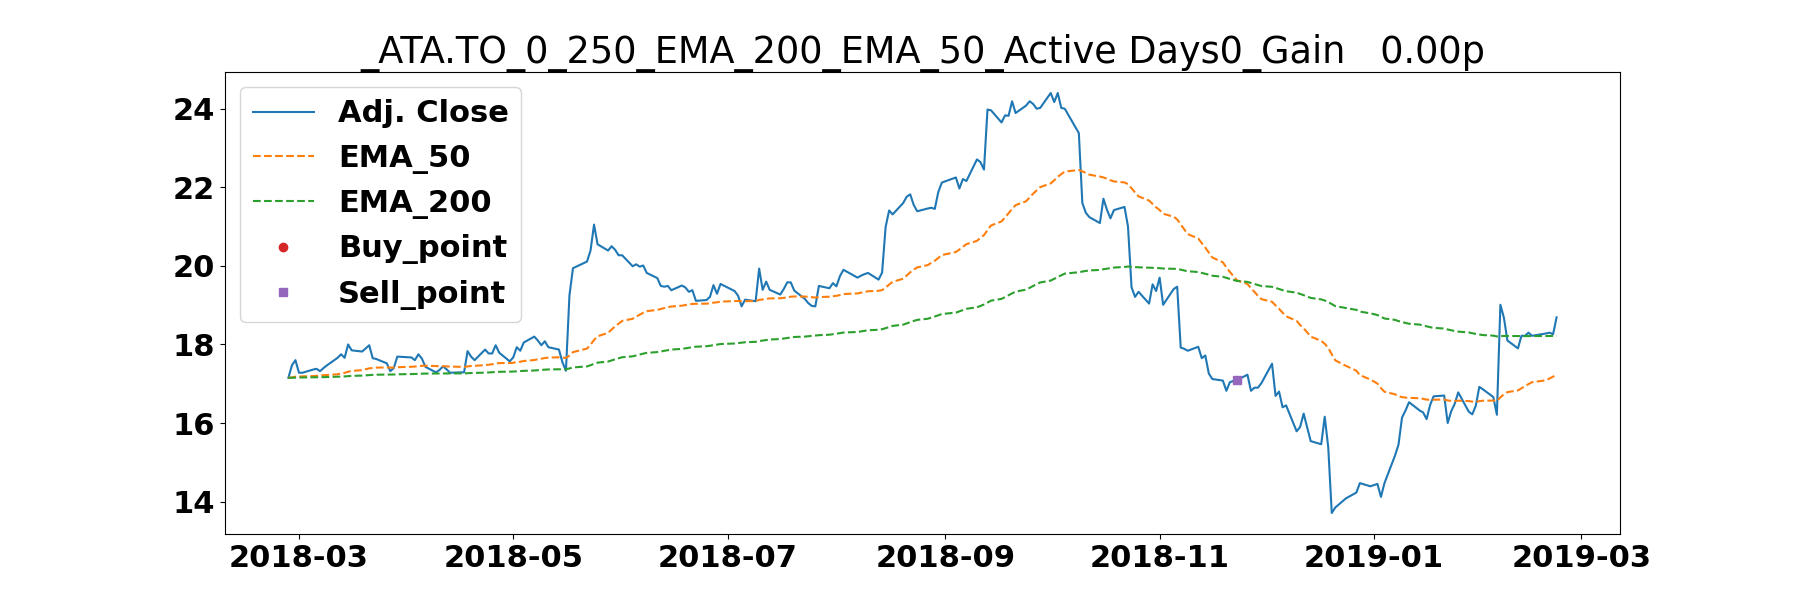 _ATA.TO_0_250_EMA_200_EMA_50_Active Days0_Gain   0.00p
Adj. Close
EMA_50
EMA_200
Buy_point
Sell_point
24
22
20
18
16
14
2018-03 2018-05 2018-07 2018-09 2018-11 2019-01 2019-03